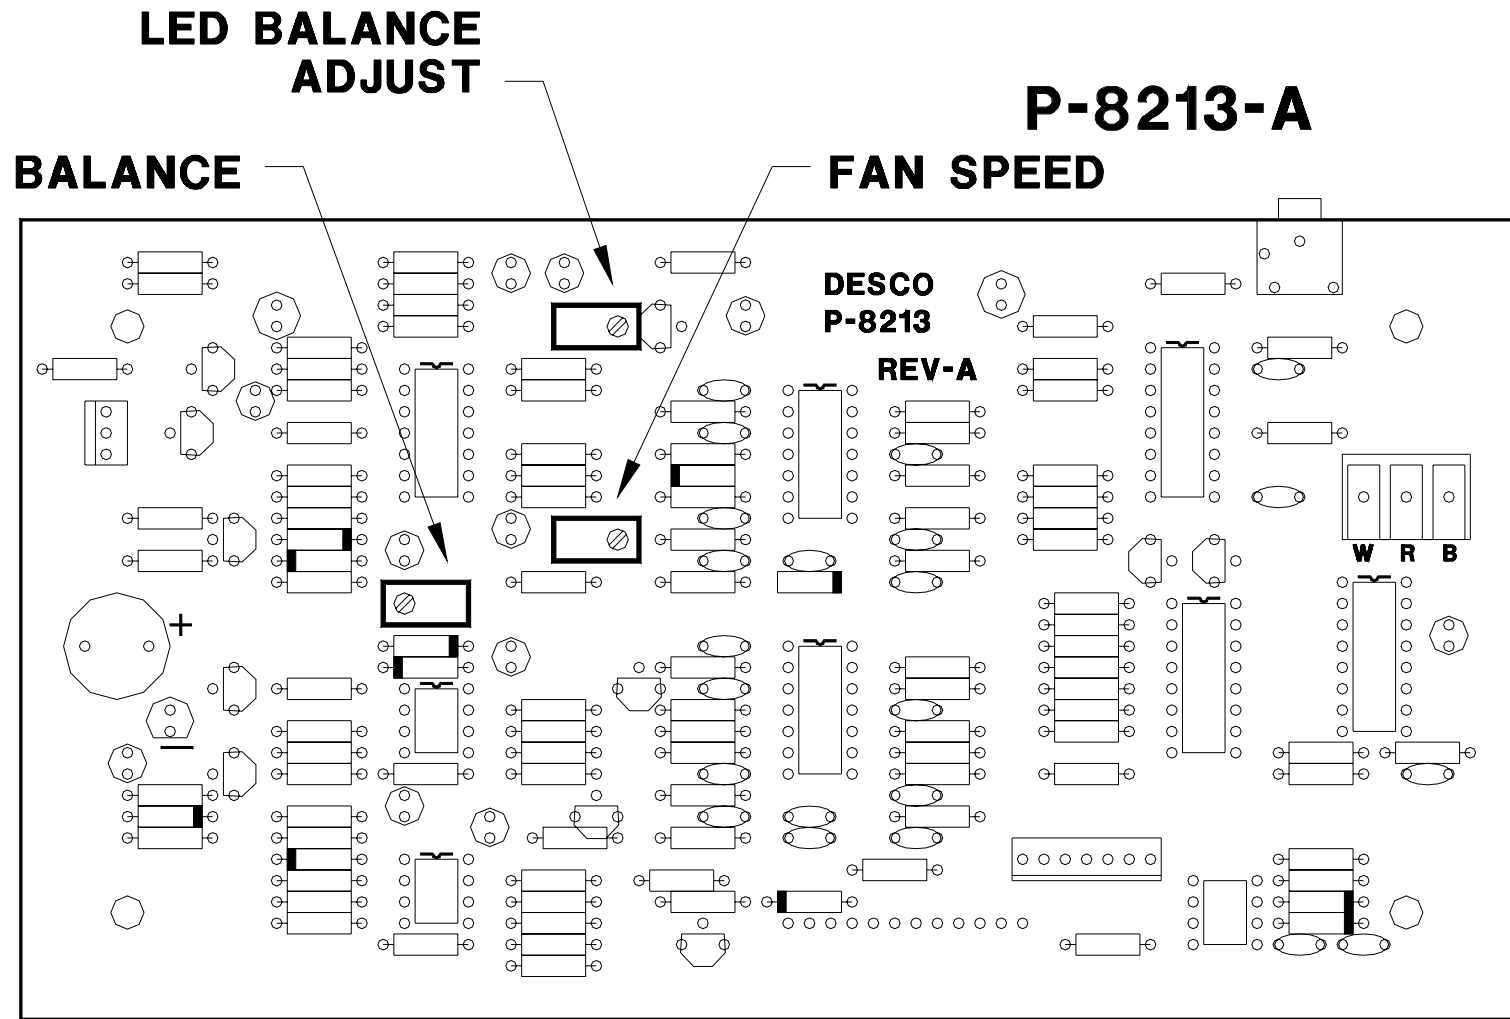 LED BALANCE
ADJUST
P-8213-A
BALANCE
FAN SPEED
DESCO
P-8213
REV-A
W R B
+